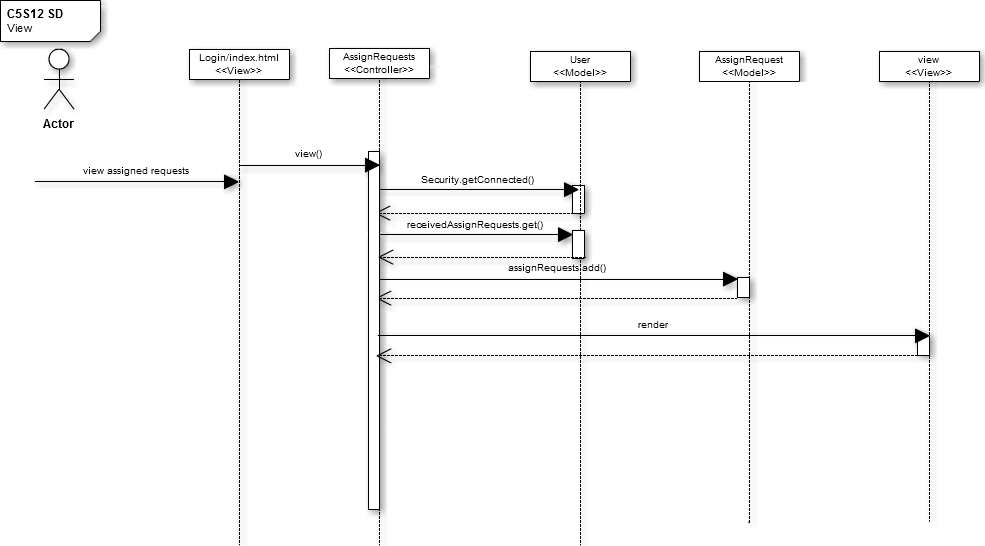 C5S12 SD
View
Login/index.html
<<View>>
AssignRequests
<<Controller>>
User
<<Model>>
AssignRequest
<<Model>>
view
<<View>>
Actor
view()
view assigned requests
Security.getConnected()
receivedAssignRequests.get()
assignRequests.add()
render